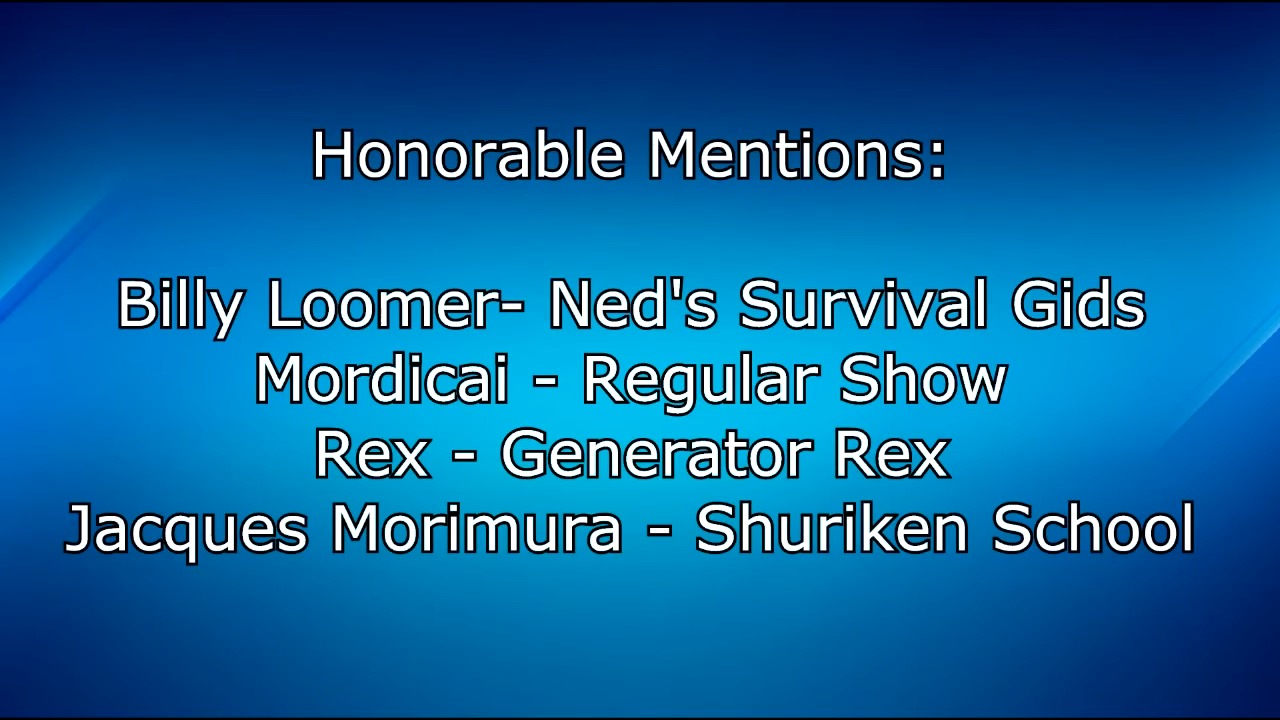 Honorable Mentions:
Billy Loomer- Ned's Survival Gids
Mordicai - Regular Show
Rex - Generator Rex
Jacques Morimura - Shuriken School